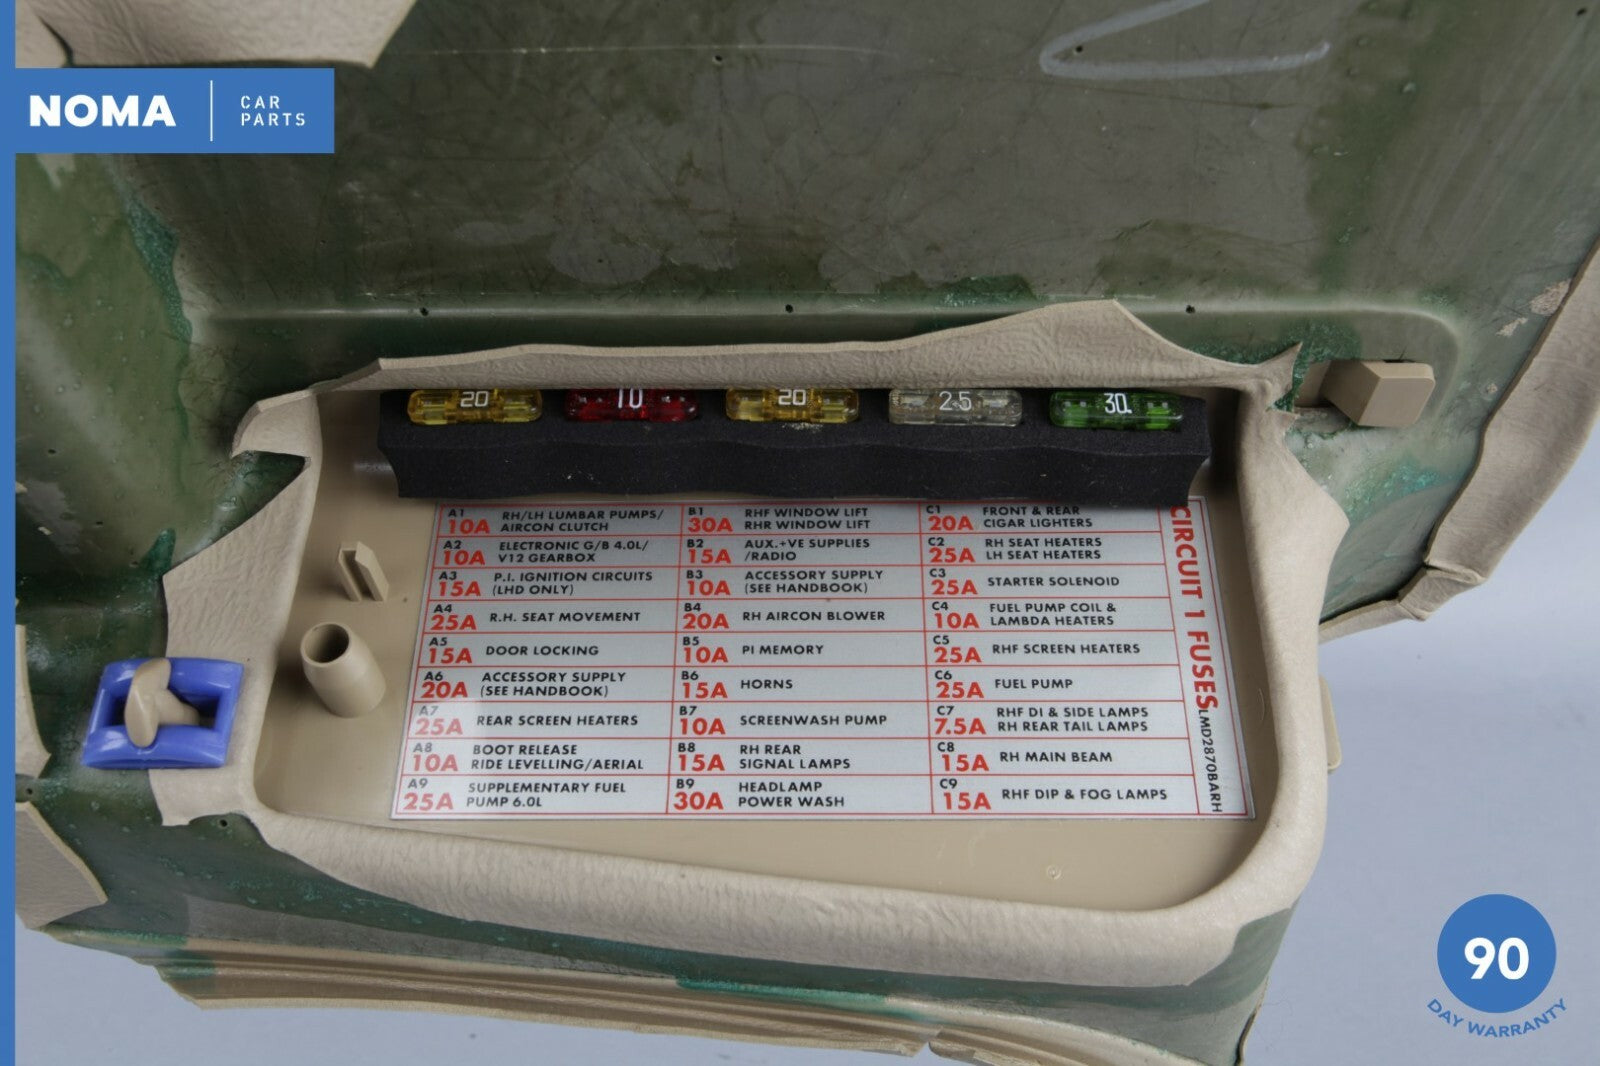 NOMA
CAR
PARTS
20
10
20
25
30
A1
10A
RH/LH LUMBAR PUMPS/
AIRCON CLUTCH
B1
30A
RHF WINDOW LIFT
RHR WINDOW LIFT
C1
20A
FRONT & REAR
CIGAR LIGHTERS
A2
10A
ELECTRONIC G/B 4.0L/
V12 GEARBOX
B2
15A
AUX.+VE SUPPLIES
/RADIO
C2
25A
RH SEAT HEATERS
LH SEAT HEATERS
A3
15A
P.I. IGNITION CIRCUITS
(LHD ONLY)
B3
10A
ACCESSORY SUPPLY
(SEE HANDBOOK)
C3
25A
STARTER SOLENOID
A4
25A
R.H. SEAT MOVEMENT
B4
20A
RH AIRCON BLOWER
C4
10A
FUEL PUMP COIL &
LAMBDA HEATERS
A5
15A
DOOR LOCKING
B5
10A
PI MEMORY
C5
25A
RHF SCREEN HEATERS
A6
20A
ACCESSORY SUPPLY
(SEE HANDBOOK)
B6
15A
HORNS
C6
25A
FUEL PUMP
A7
25A
REAR SCREEN HEATERS
B7
10A
SCREENWASH PUMP
C7
7.5A
RHF DI & SIDE LAMPS
RH REAR TAIL LAMPS
A8
10A
BOOT RELEASE
RIDE LEVELLING/AERIAL
B8
15A
RH REAR
SIGNAL LAMPS
C8
15A
RH MAIN BEAM
A9
25A
SUPPLEMENTARY FUEL
PUMP 6.0L
B9
30A
HEADLAMP
POWER WASH
C9
15A
RHF DIP & FOG LAMPS
CIRCUIT 1 FUSES
LMD2870BARH
90
DAY WARRANTY